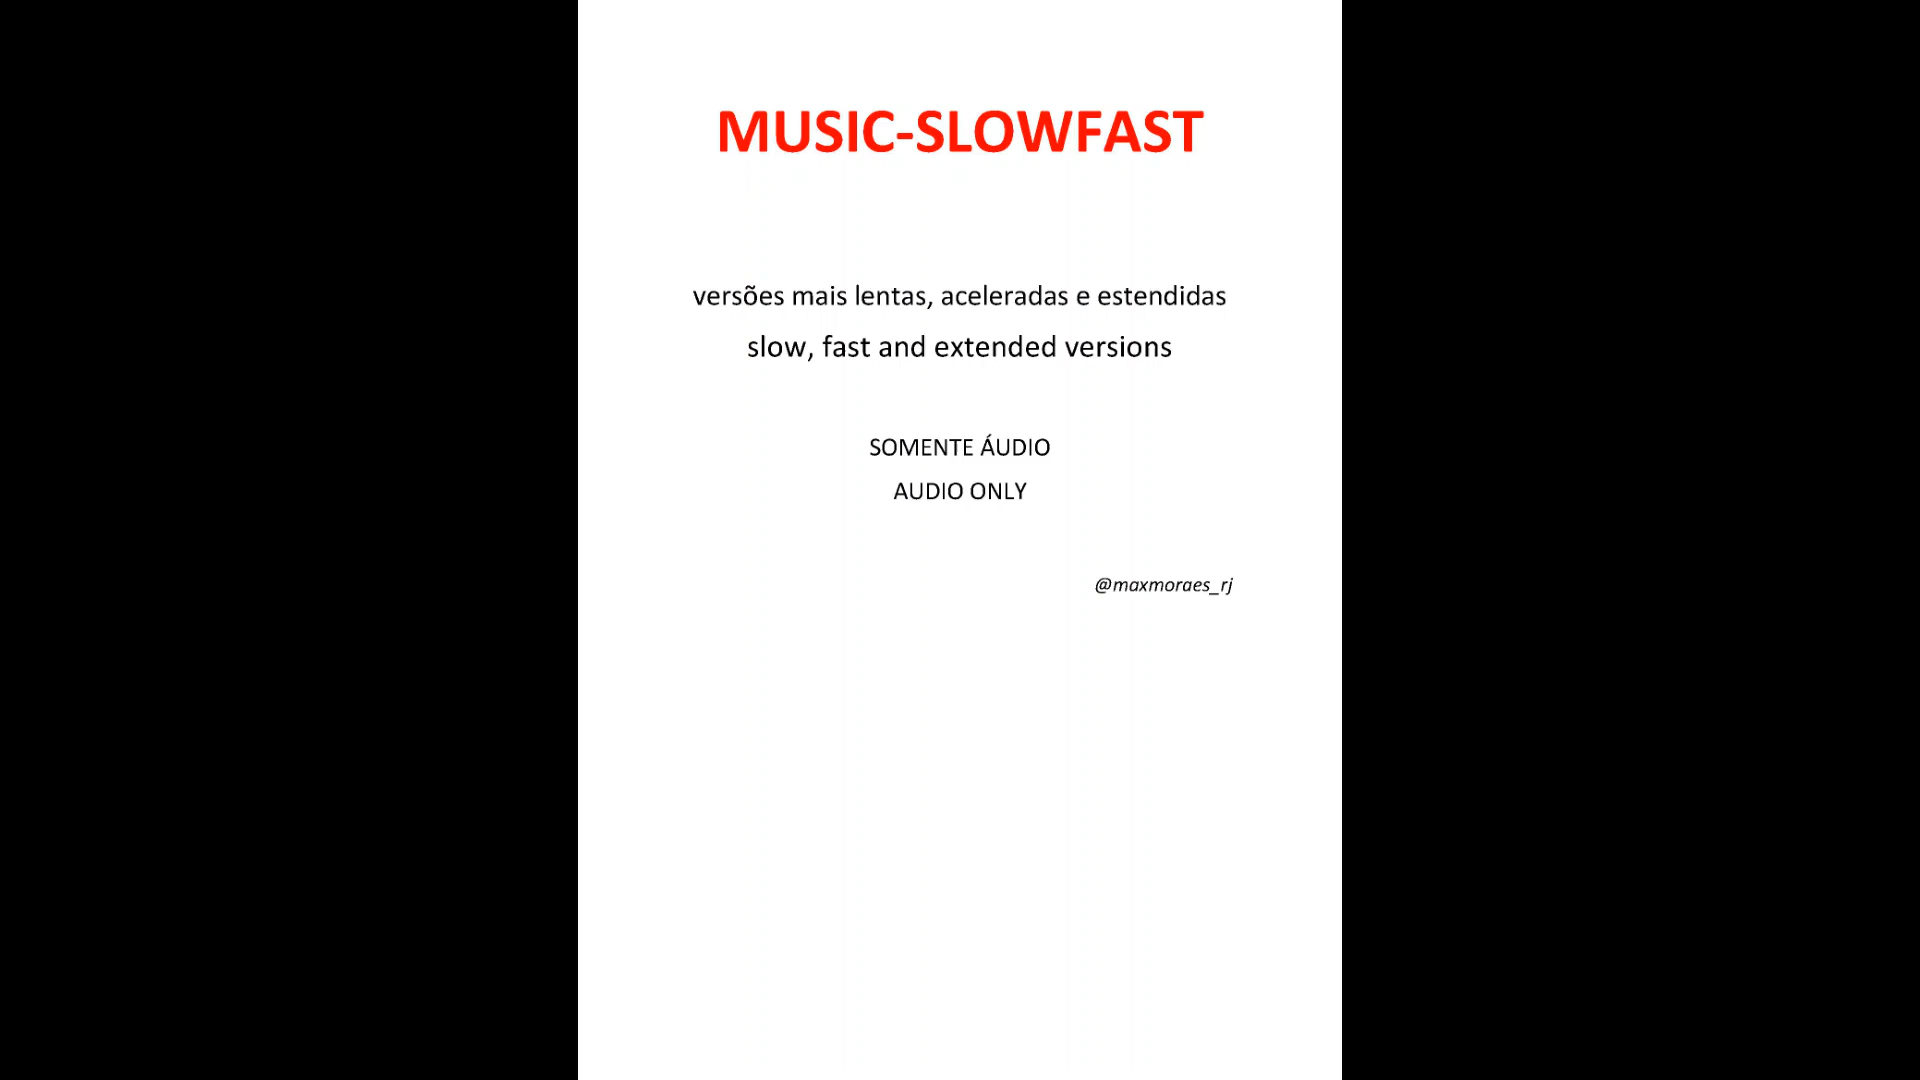 MUSIC-SLOWFAST
versões mais lentas, aceleradas e estendidas
slow, fast and extended versions
SOMENTE ÁUDIO
AUDIO ONLY
@maxmoraes_rj